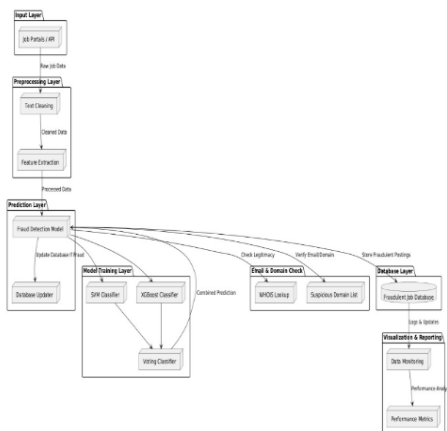 Input Layer
Job Portals / API
Raw Job Data
Preprocessing Layer
Text Cleaning
Cleaned Data
Feature Extraction
Processed Data
Prediction Layer
Fraud Detection Model
Update Database If Fraud
Database Updater
Model Training Layer
SVM Classifier
XGBoost Classifier
Voting Classifier
Combined Prediction
Check Legitimacy
Verify Email Domain
Store Fraudulent Postings
Email & Domain Check
WHOIS Lookup
Suspicious Domain List
Database Layer
Fraudulent Job Database
Logs & Updates
Visualization & Reporting
Data Monitoring
Performance Analy
Performance Metrics